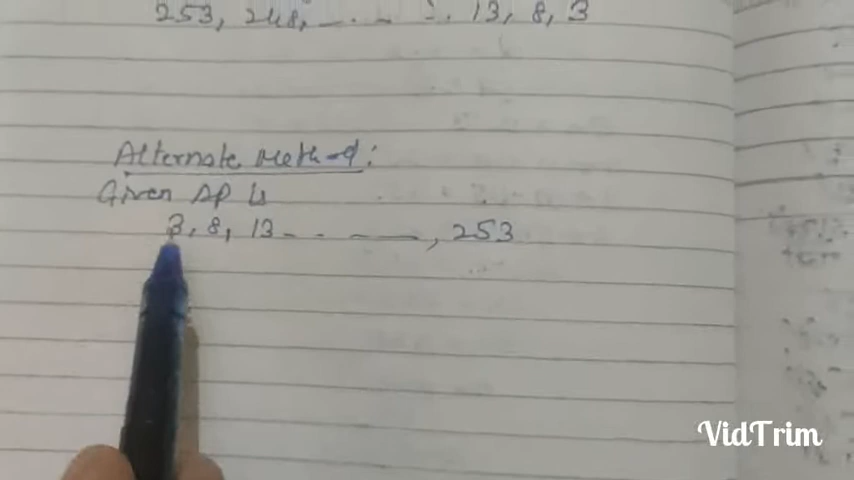 253, 248, - . - -. 13, 8, 3
Alternate Method:
Given AP is
3, 8, 13 - - —— , 253
VidTrim